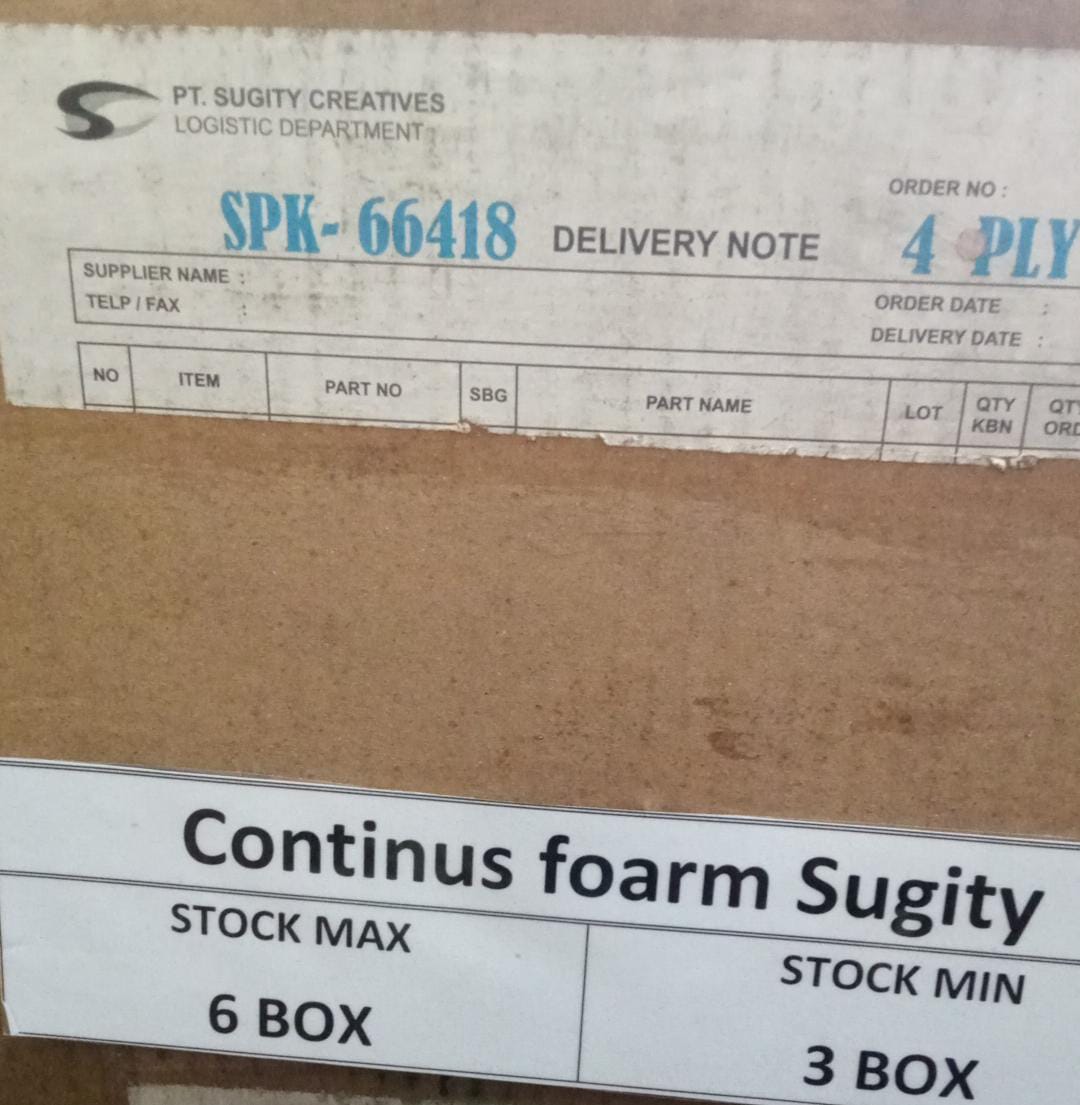 PT. SUGITY CREATIVES
LOGISTIC DEPARTMENT
ORDER NO :
SPK- 66418 DELIVERY NOTE 4 PLY
SUPPLIER NAME :
TELP / FAX :
ORDER DATE :
DELIVERY DATE :
NO ITEM PART NO SBG PART NAME LOT QTY KBN QTY ORD
Continus foarm Sugity
STOCK MAX STOCK MIN
6 BOX 3 BOX